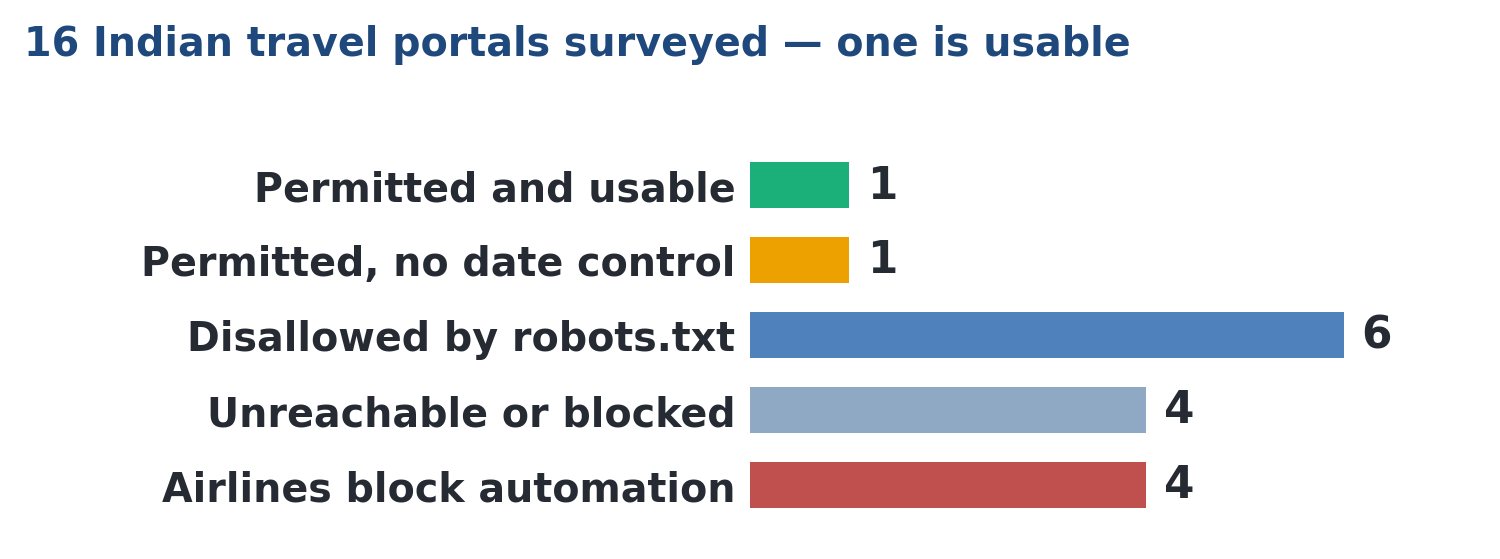 16 Indian travel portals surveyed — one is usable
Permitted and usable 1
Permitted, no date control 1
Disallowed by robots.txt 6
Unreachable or blocked 4
Airlines block automation 4